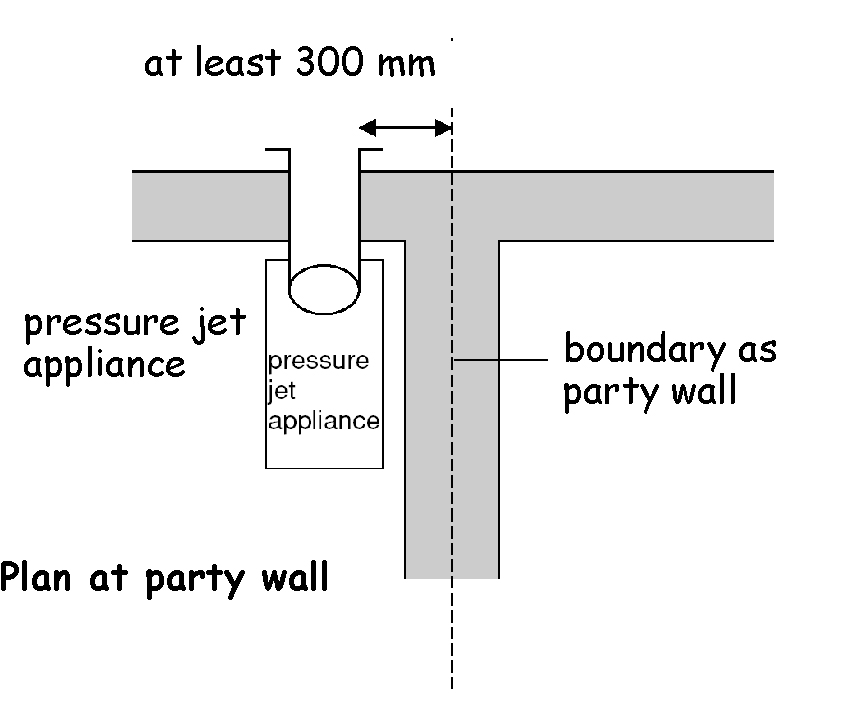 at least 300 mm
pressure jet
appliance
pressure
jet
appliance
boundary as
party wall
Plan at party wall